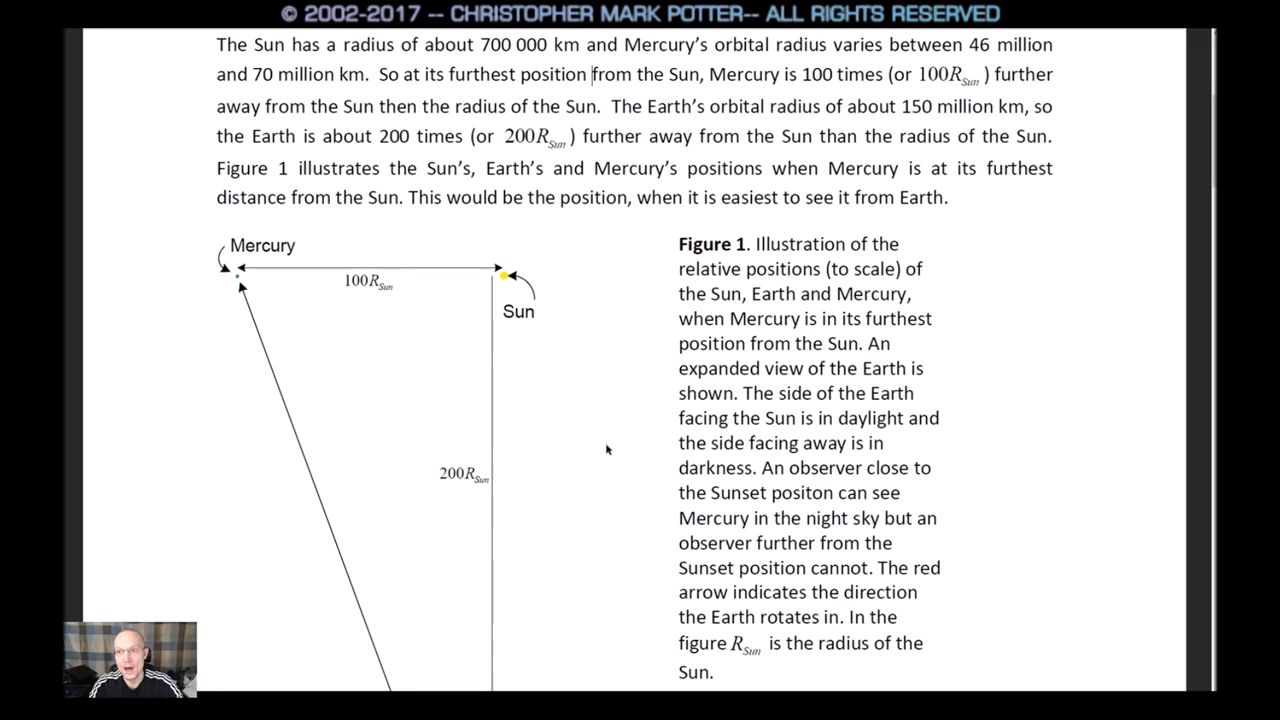 © 2002-2017 -- CHRISTOPHER MARK POTTER-- ALL RIGHTS RESERVED
The Sun has a radius of about 700 000 km and Mercury's orbital radius varies between 46 million
and 70 million km. So at its furthest position from the Sun, Mercury is 100 times (or 100R_Sun) further
away from the Sun then the radius of the Sun. The Earth's orbital radius of about 150 million km, so
the Earth is about 200 times (or 200R_Sun) further away from the Sun than the radius of the Sun.
Figure 1 illustrates the Sun's, Earth's and Mercury's positions when Mercury is at its furthest
distance from the Sun. This would be the position, when it is easiest to see it from Earth.
Mercury
100R_Sun
Sun
200R_Sun
Figure 1. Illustration of the
relative positions (to scale) of
the Sun, Earth and Mercury,
when Mercury is in its furthest
position from the Sun. An
expanded view of the Earth is
shown. The side of the Earth
facing the Sun is in daylight and
the side facing away is in
darkness. An observer close to
the Sunset positon can see
Mercury in the night sky but an
observer further from the
Sunset position cannot. The red
arrow indicates the direction
the Earth rotates in. In the
figure R_Sun is the radius of the
Sun.